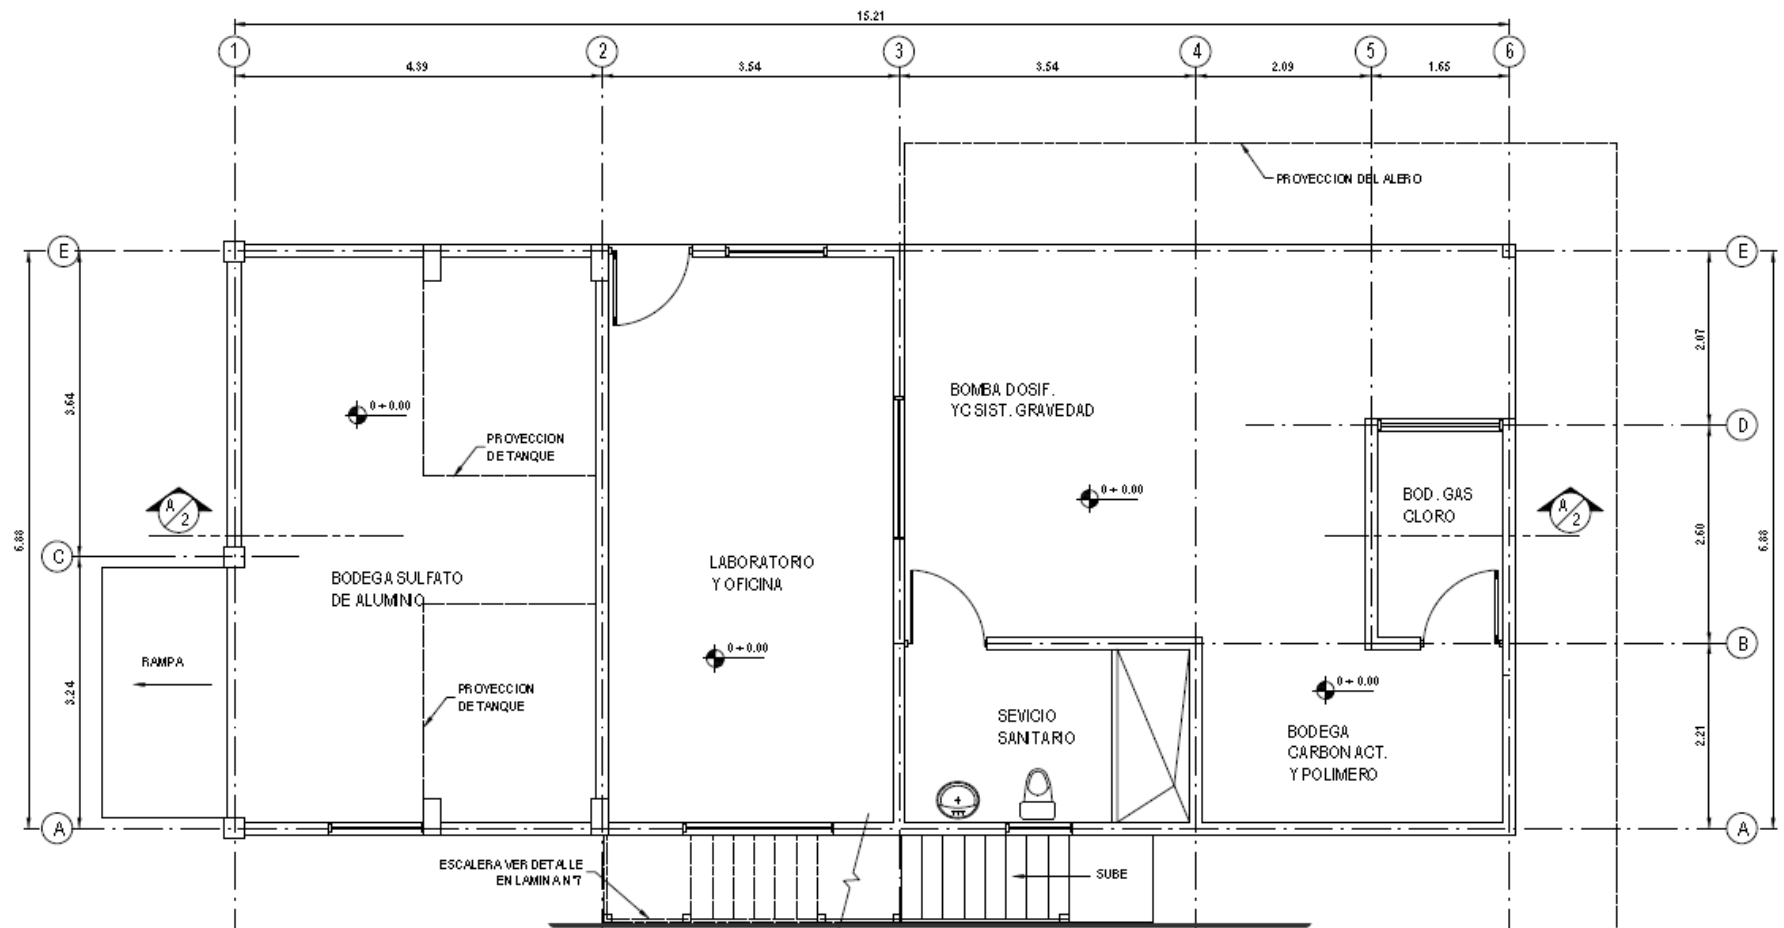 15.21
1 2 3 4 5 6
4.39 3.54 3.54 2.09 1.65
PROYECCION DEL ALERO
E E
3.64
6.88
2.07
BOMBA DOSIF.
YC SIST. GRAVEDAD
0+0.00
PROYECCION
DE TANQUE
D
A
2
0+0.00
BOD. GAS
CLORO
A
2
2.60
6.88
C
BODEGA SULFATO
DE ALUMINIO
LABORATORIO
Y OFICINA
B
RAMPA
3.24
0+0.00
PROYECCION
DE TANQUE
0+0.00
SEVICIO
SANITARIO
BODEGA
CARBON ACT.
Y POLIMERO
2.21
A A
ESCALERA VER DETALLE
EN LAMINA N°7
SUBE